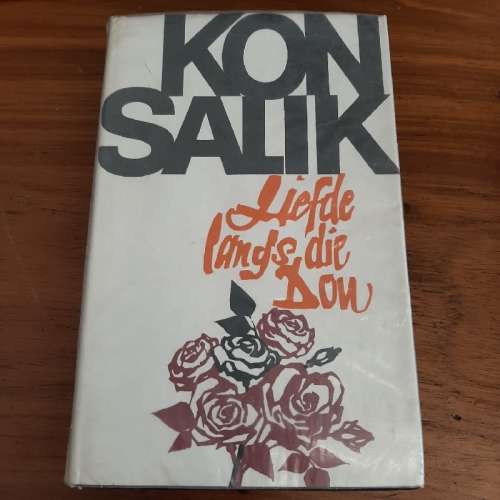 KON
SALIK
Liefde
langs die
Don